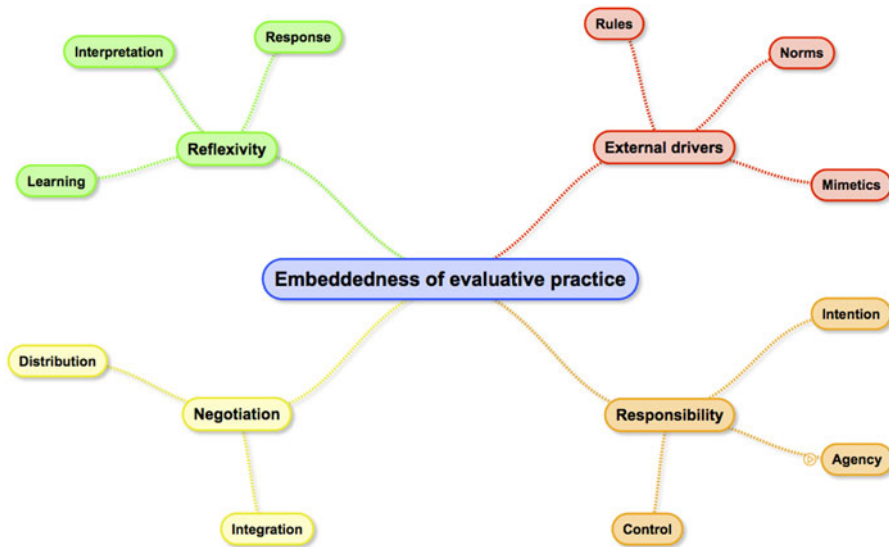 Rules
Response
Interpretation
Norms
Reflexivity
External drivers
Learning
Mimetics
Embeddedness of evaluative practice
Intention
Distribution
Negotiation
Responsibility
Agency
Integration
Control